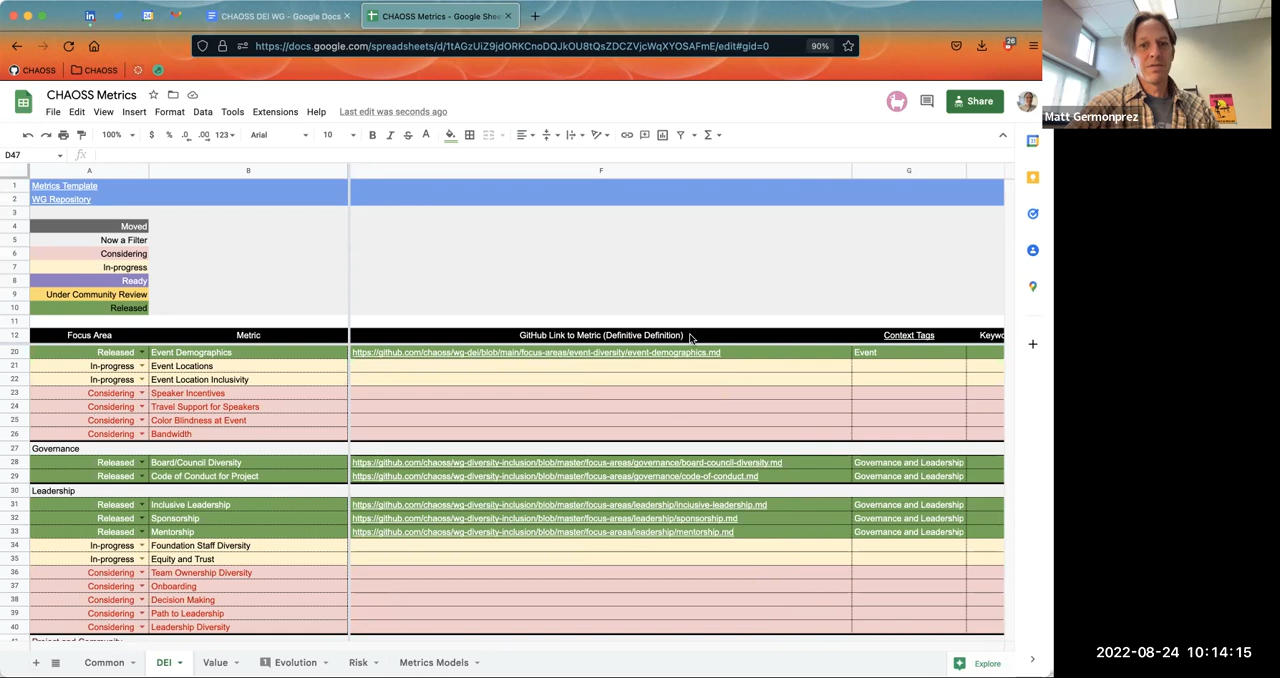 CHAOSS DEI WG - Google Docs
CHAOSS Metrics - Google She
https://docs.google.com/spreadsheets/d/1tAGzUiZ9jdORKCnoDQJkOU8tQsZDCZVjcWqXYOSAFmE/edit#gid=0
90%
26
CHAOSS
CHAOSS
CHAOSS Metrics
File Edit View Insert Format Data Tools Extensions Help Last edit was seconds ago
Share
Matt Germonprez
100% $ % .0 .00 123 Arial 10 B I S A
D47 fx
A B F G
1 Metrics Template
2 WG Repository
3
4 Moved
5 Now a Filter
6 Considering
7 In-progress
8 Ready
9 Under Community Review
10 Released
11
12 Focus Area Metric GitHub Link to Metric (Definitive Definition) Context Tags Keywo
20 Released Event Demographics https://github.com/chaoss/wg-dei/blob/main/focus-areas/event-diversity/event-demographics.md Event
21 In-progress Event Locations
22 In-progress Event Location Inclusivity
23 Considering Speaker Incentives
24 Considering Travel Support for Speakers
25 Considering Color Blindness at Event
26 Considering Bandwidth
27 Governance
28 Released Board/Council Diversity https://github.com/chaoss/wg-diversity-inclusion/blob/master/focus-areas/governance/board-council-diversity.md Governance and Leadership
29 Released Code of Conduct for Project https://github.com/chaoss/wg-diversity-inclusion/blob/master/focus-areas/governance/code-of-conduct.md Governance and Leadership
30 Leadership
31 Released Inclusive Leadership https://github.com/chaoss/wg-diversity-inclusion/blob/master/focus-areas/leadership/inclusive-leadership.md Governance and Leadership
32 Released Sponsorship https://github.com/chaoss/wg-diversity-inclusion/blob/master/focus-areas/leadership/sponsorship.md Governance and Leadership
33 Released Mentorship https://github.com/chaoss/wg-diversity-inclusion/blob/master/focus-areas/leadership/mentorship.md Governance and Leadership
34 In-progress Foundation Staff Diversity
35 In-progress Equity and Trust
36 Considering Team Ownership Diversity
37 Considering Onboarding
38 Considering Decision Making
39 Considering Path to Leadership
40 Considering Leadership Diversity
Common DEI Value 1 Evolution Risk Metrics Models Explore
2022-08-24 10:14:15